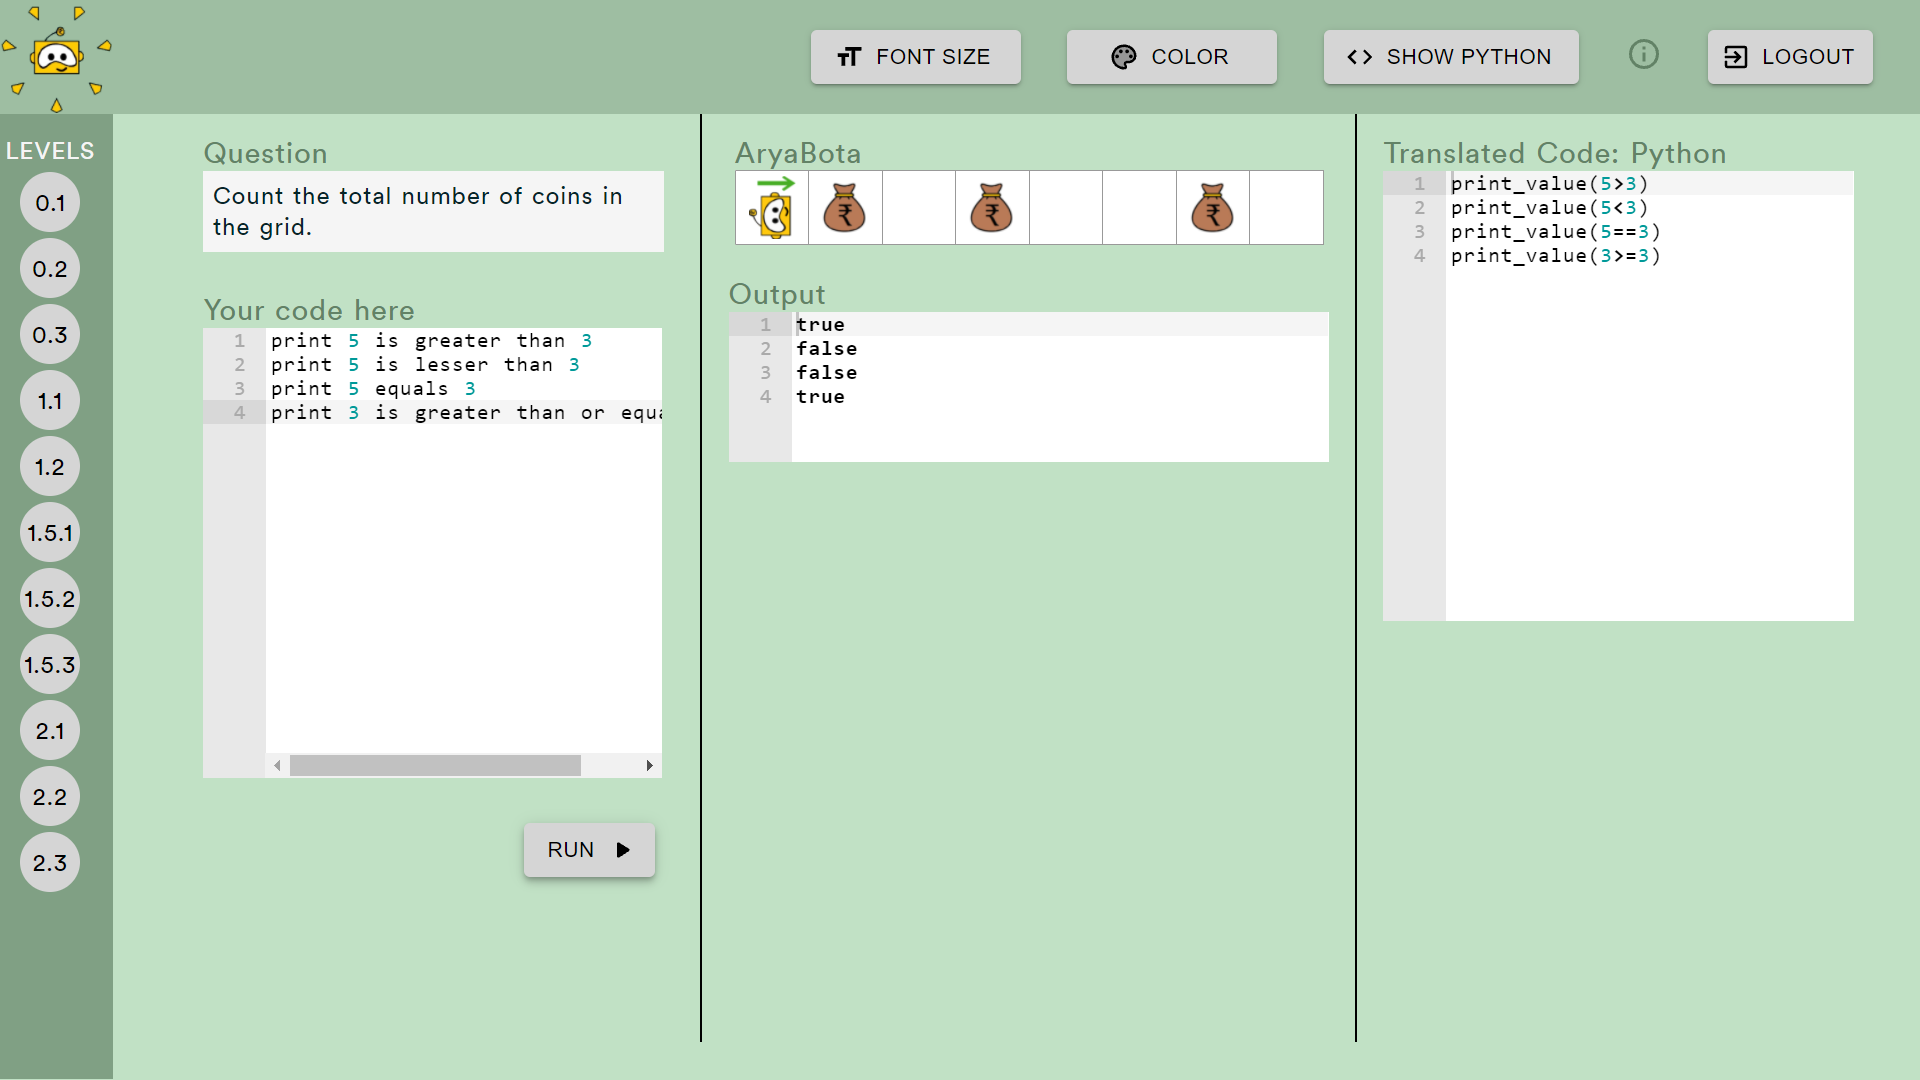 FONT SIZE
COLOR
SHOW PYTHON
LOGOUT
LEVELS
0.1
0.2
0.3
1.1
1.2
1.5.1
1.5.2
1.5.3
2.1
2.2
2.3
Question
Count the total number of coins in
the grid.
Your code here
1 print 5 is greater than 3
2 print 5 is lesser than 3
3 print 5 equals 3
4 print 3 is greater than or equa
RUN
AryaBota
₹ ₹ ₹
Output
1 true
2 false
3 false
4 true
Translated Code: Python
1 print_value(5>3)
2 print_value(5<3)
3 print_value(5==3)
4 print_value(3>=3)